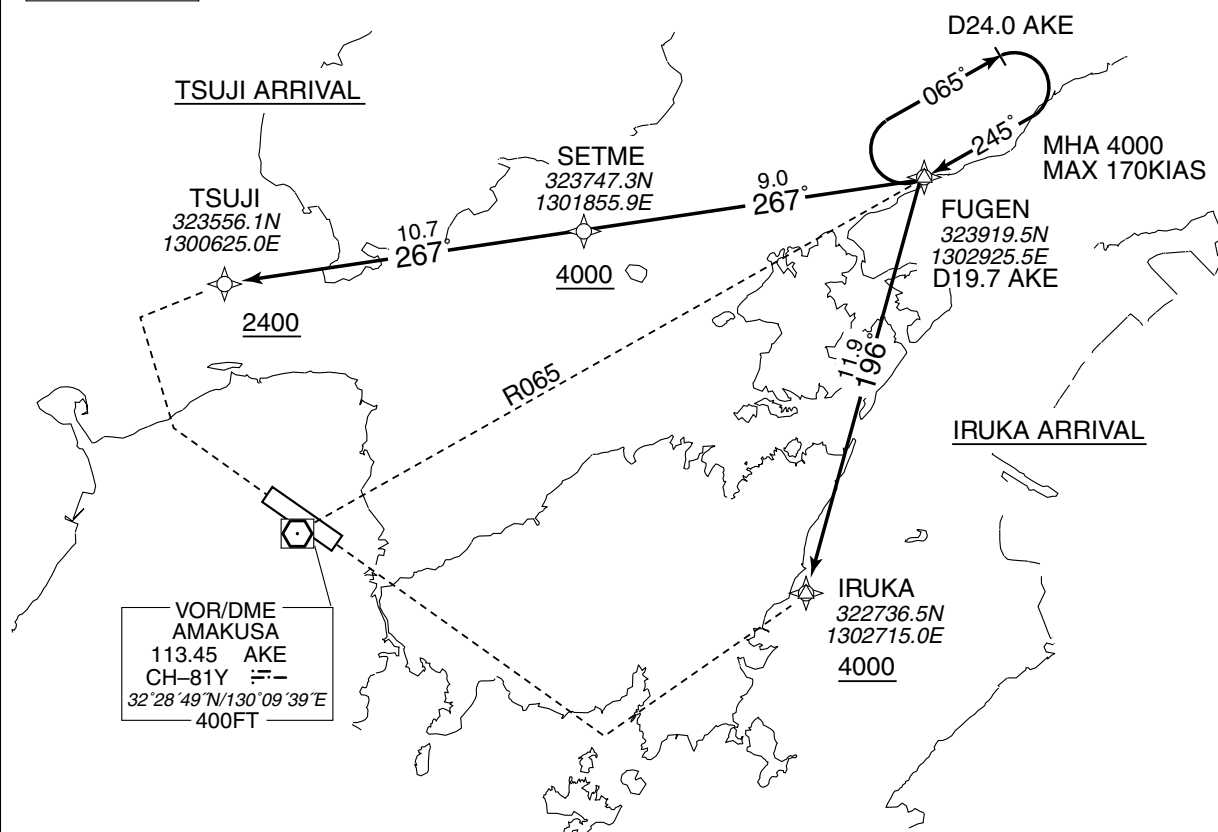 D24.0 AKE
TSUJI ARRIVAL
065°
245°
MHA 4000
MAX 170KIAS
SETME
323747.3N
1301855.9E
9.0
267°
TSUJI
323556.1N
1300625.0E
10.7
267°
FUGEN
323919.5N
1302925.5E
D19.7 AKE
4000
2400
11.9
196°
R065
IRUKA ARRIVAL
IRUKA
322736.5N
1302715.0E
4000
VOR/DME
AMAKUSA
113.45 AKE
CH–81Y
32°28´49˝N/130°09´39˝E
400FT